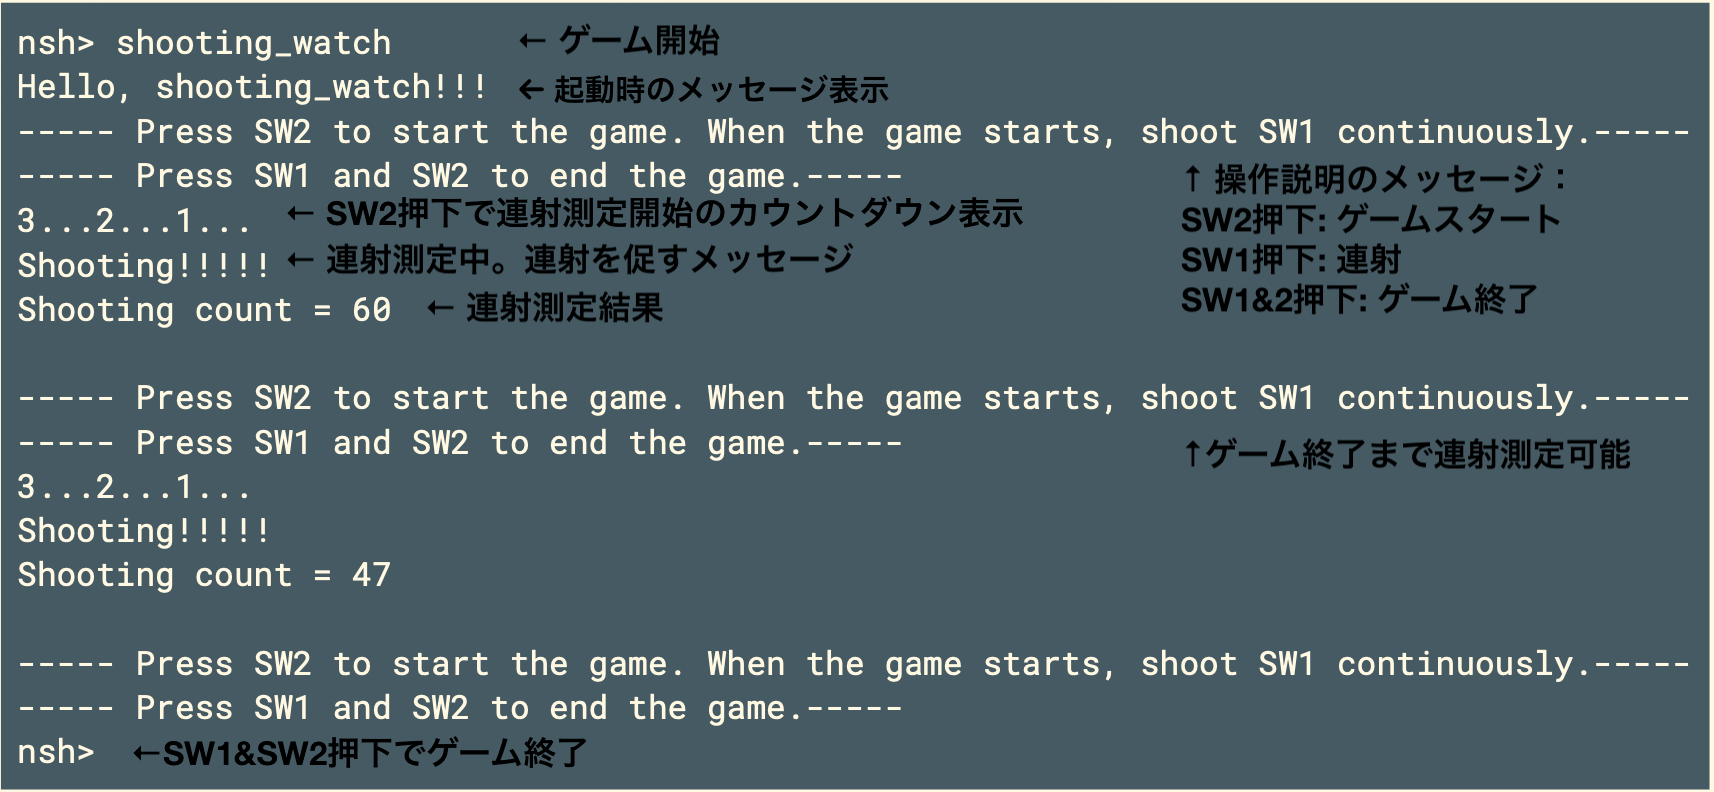 nsh> shooting_watch ← ゲーム開始
Hello, shooting_watch!!! ← 起動時のメッセージ表示
----- Press SW2 to start the game. When the game starts, shoot SW1 continuously.-----
----- Press SW1 and SW2 to end the game.-----
↑ 操作説明のメッセージ：
SW2押下: ゲームスタート
SW1押下: 連射
SW1&2押下: ゲーム終了
3...2...1... ← SW2押下で連射測定開始のカウントダウン表示
Shooting!!!!! ← 連射測定中。連射を促すメッセージ
Shooting count = 60 ← 連射測定結果
----- Press SW2 to start the game. When the game starts, shoot SW1 continuously.-----
----- Press SW1 and SW2 to end the game.-----
↑ゲーム終了まで連射測定可能
3...2...1...
Shooting!!!!!
Shooting count = 47
----- Press SW2 to start the game. When the game starts, shoot SW1 continuously.-----
----- Press SW1 and SW2 to end the game.-----
nsh> ←SW1&SW2押下でゲーム終了